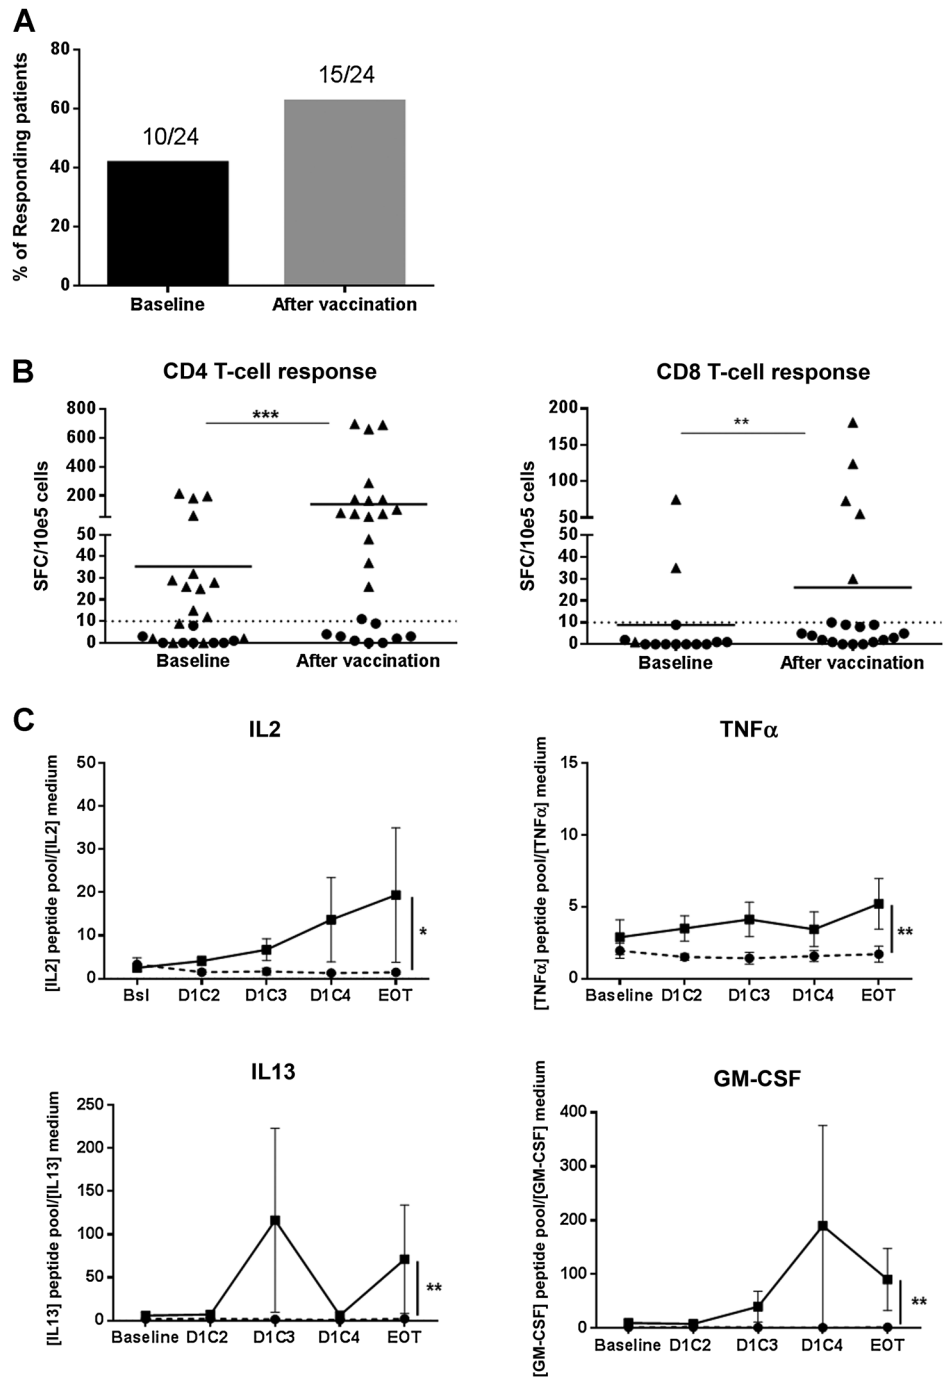 A
% of Responding patients
80
60
40
20
0
10/24
15/24
Baseline
After vaccination
B
CD4 T-cell response
SFC/10e5 cells
800
600
400
200
50
40
30
20
10
0
***
Baseline
After vaccination
CD8 T-cell response
SFC/10e5 cells
200
150
100
50
50
40
30
20
10
0
**
Baseline
After vaccination
C
IL2
[IL2] peptide pool/[IL2] medium
50
40
30
20
10
0
*
Bsl D1C2 D1C3 D1C4 EOT
TNFα
[TNFα] peptide pool/[TNFα] medium
15
10
5
0
**
Baseline D1C2 D1C3 D1C4 EOT
IL13
[IL13] peptide pool/[IL13] medium
250
200
150
100
50
0
**
Baseline D1C2 D1C3 D1C4 EOT
GM-CSF
[GM-CSF] peptide pool/[GM-CSF] medium
400
300
200
100
0
**
Baseline D1C2 D1C3 D1C4 EOT